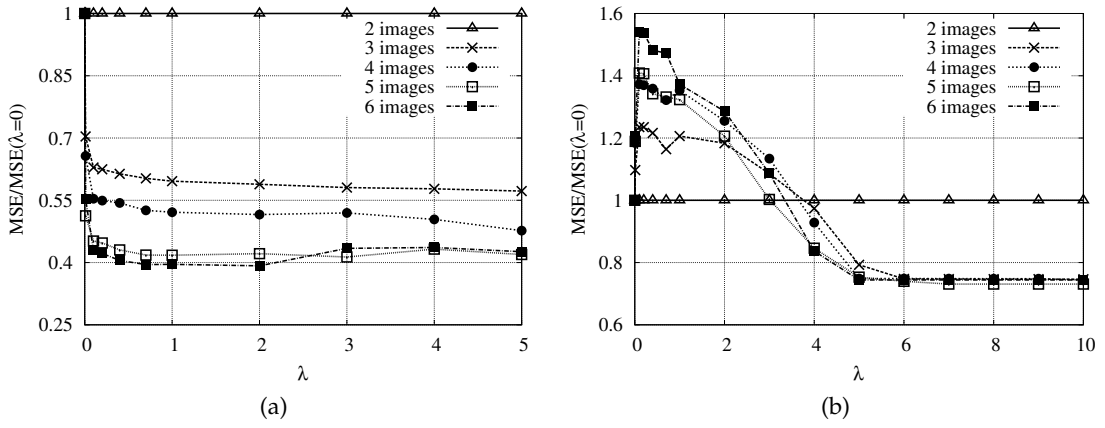 1
0.85
0.7
0.55
0.4
0.25
MSE/MSE(λ=0)
0 1 2 3 4 5
λ
2 images
3 images
4 images
5 images
6 images
(a)
1.6
1.4
1.2
1
0.8
0.6
MSE/MSE(λ=0)
0 2 4 6 8 10
λ
2 images
3 images
4 images
5 images
6 images
(b)